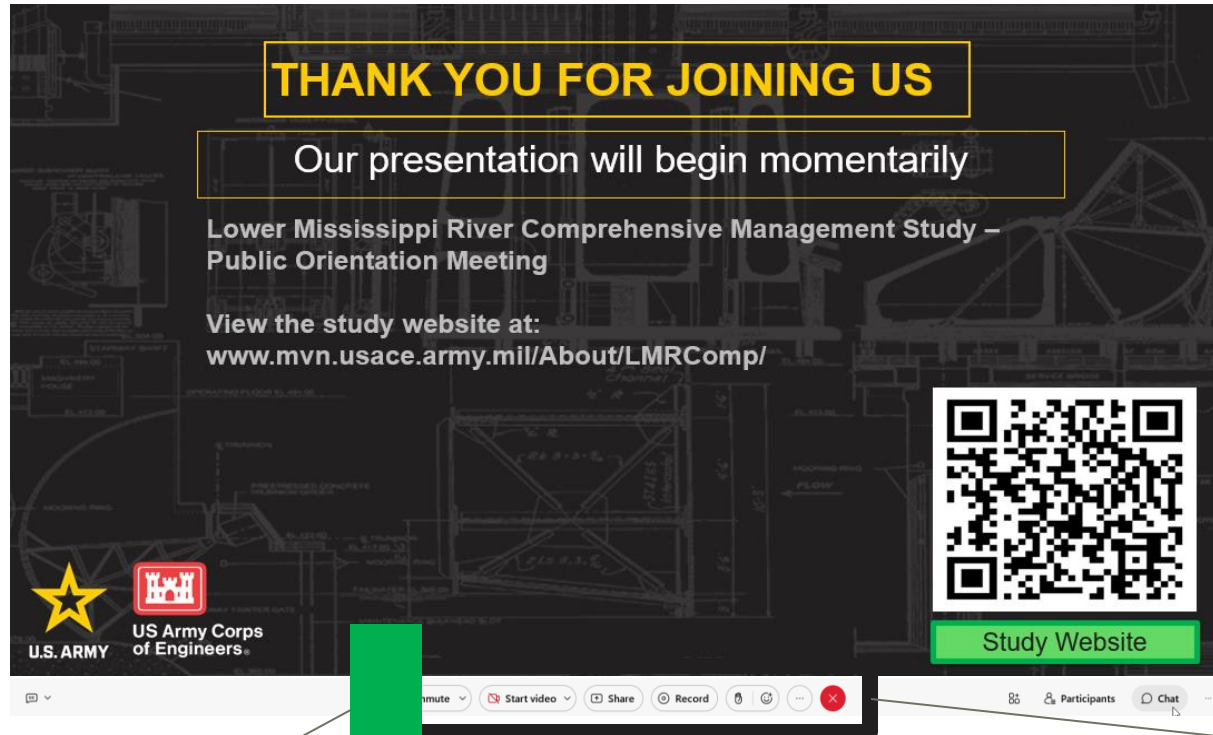 THANK YOU FOR JOINING US
Our presentation will begin momentarily
Lower Mississippi River Comprehensive Management Study –
Public Orientation Meeting
View the study website at:
www.mvn.usace.army.mil/About/LMRComp/
U.S. ARMY
US Army Corps
of Engineers®
Study Website
mute
Start video
Share
Record
Participants
Chat